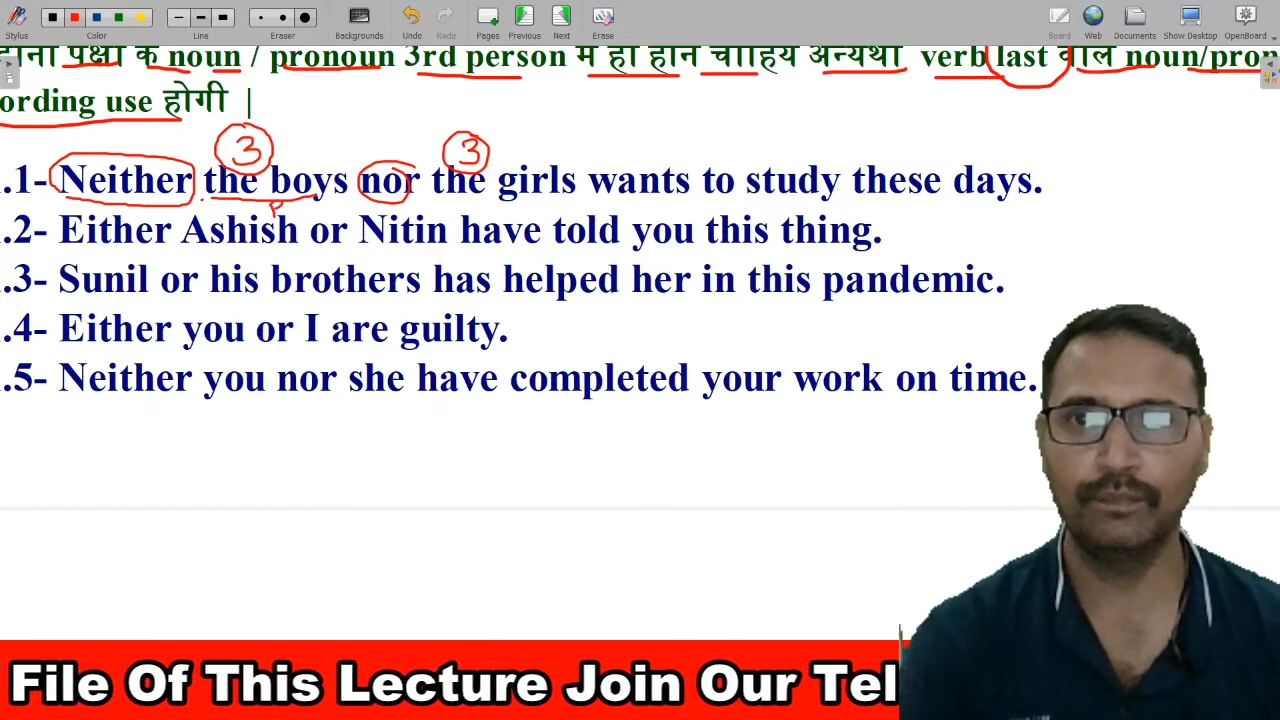 Stylus Color Line Eraser Backgrounds Undo Redo Pages Previous Next Erase Board Web Documents Show Desktop OpenBoard
पक्षों के noun / pronoun 3rd person में ही होने चाहिये अन्यथा verb last वाले noun/pro
ording use होगी |
3 3
.1- Neither the boys nor the girls wants to study these days.
P
.2- Either Ashish or Nitin have told you this thing.
.3- Sunil or his brothers has helped her in this pandemic.
.4- Either you or I are guilty.
.5- Neither you nor she have completed your work on time.
File Of This Lecture Join Our Tel